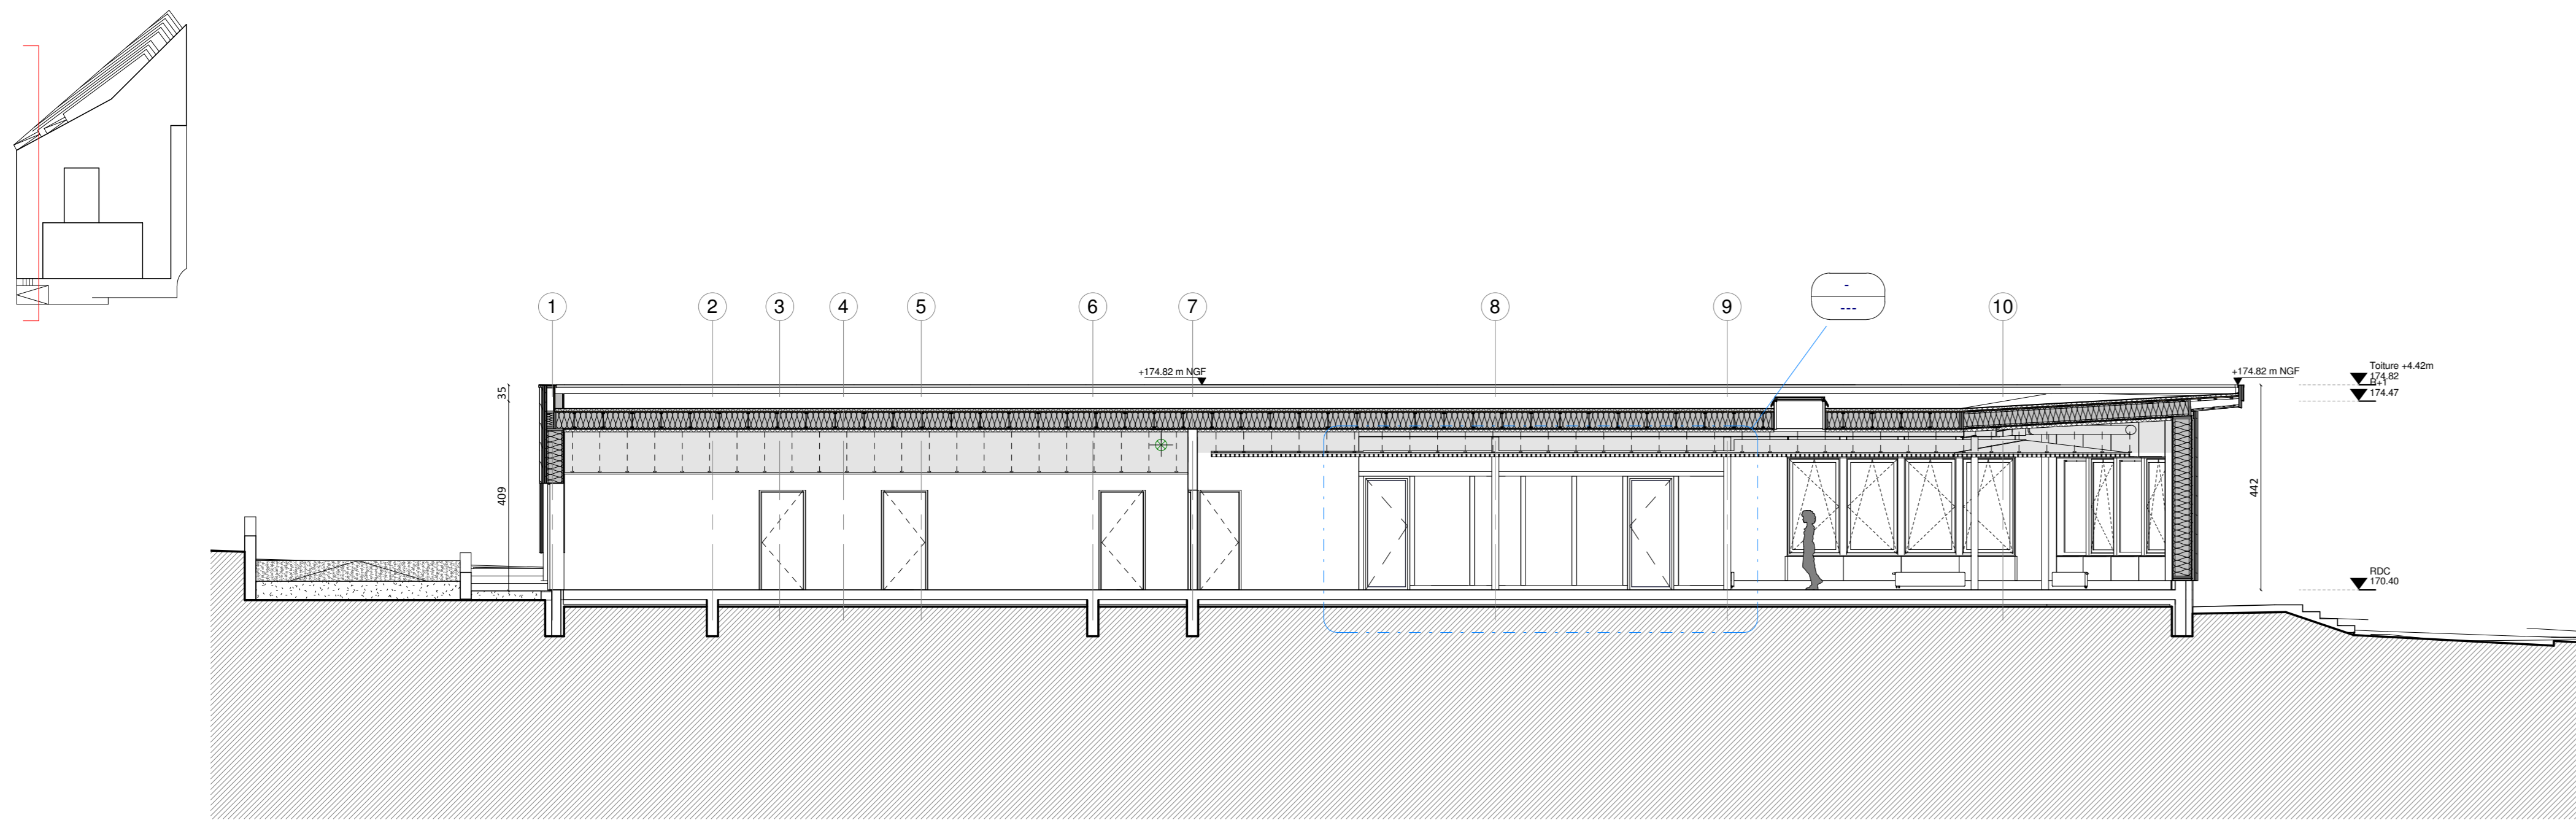 1 2 3 4 5 6 7 8 9 10
-
---
+174.82 m NGF
+174.82 m NGF
Toiture +4.42m
174.82
R+1
174.47
35
409
442
RDC
170.40